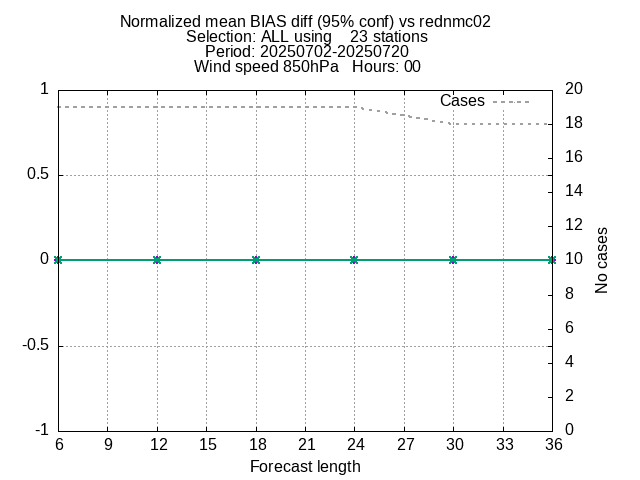 Normalized mean BIAS diff (95% conf) vs rednmc02
Selection: ALL using    23 stations
Period: 20250702-20250720
Wind speed 850hPa   Hours: 00
Cases
1
0.5
0
-0.5
-1
20
18
16
14
12
10
8
6
4
2
0
No cases
6 9 12 15 18 21 24 27 30 33 36
Forecast length